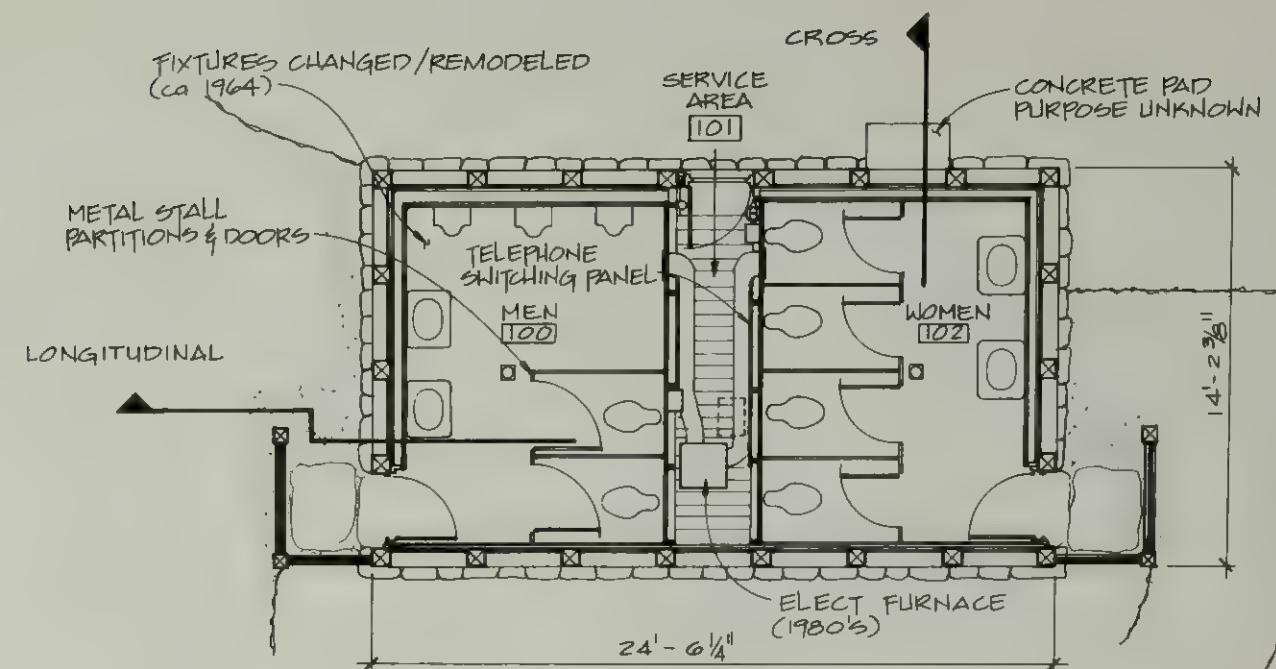 CROSS
FIXTURES CHANGED/REMODELED
(ca 1964)
SERVICE
AREA
101
CONCRETE PAD
PURPOSE UNKNOWN
METAL STALL
PARTITIONS & DOORS
TELEPHONE
SWITCHING PANEL
MEN
100
WOMEN
102
LONGITUDINAL
14'-2 3/8"
ELECT FURNACE
(1980'S)
24'-6 1/4"